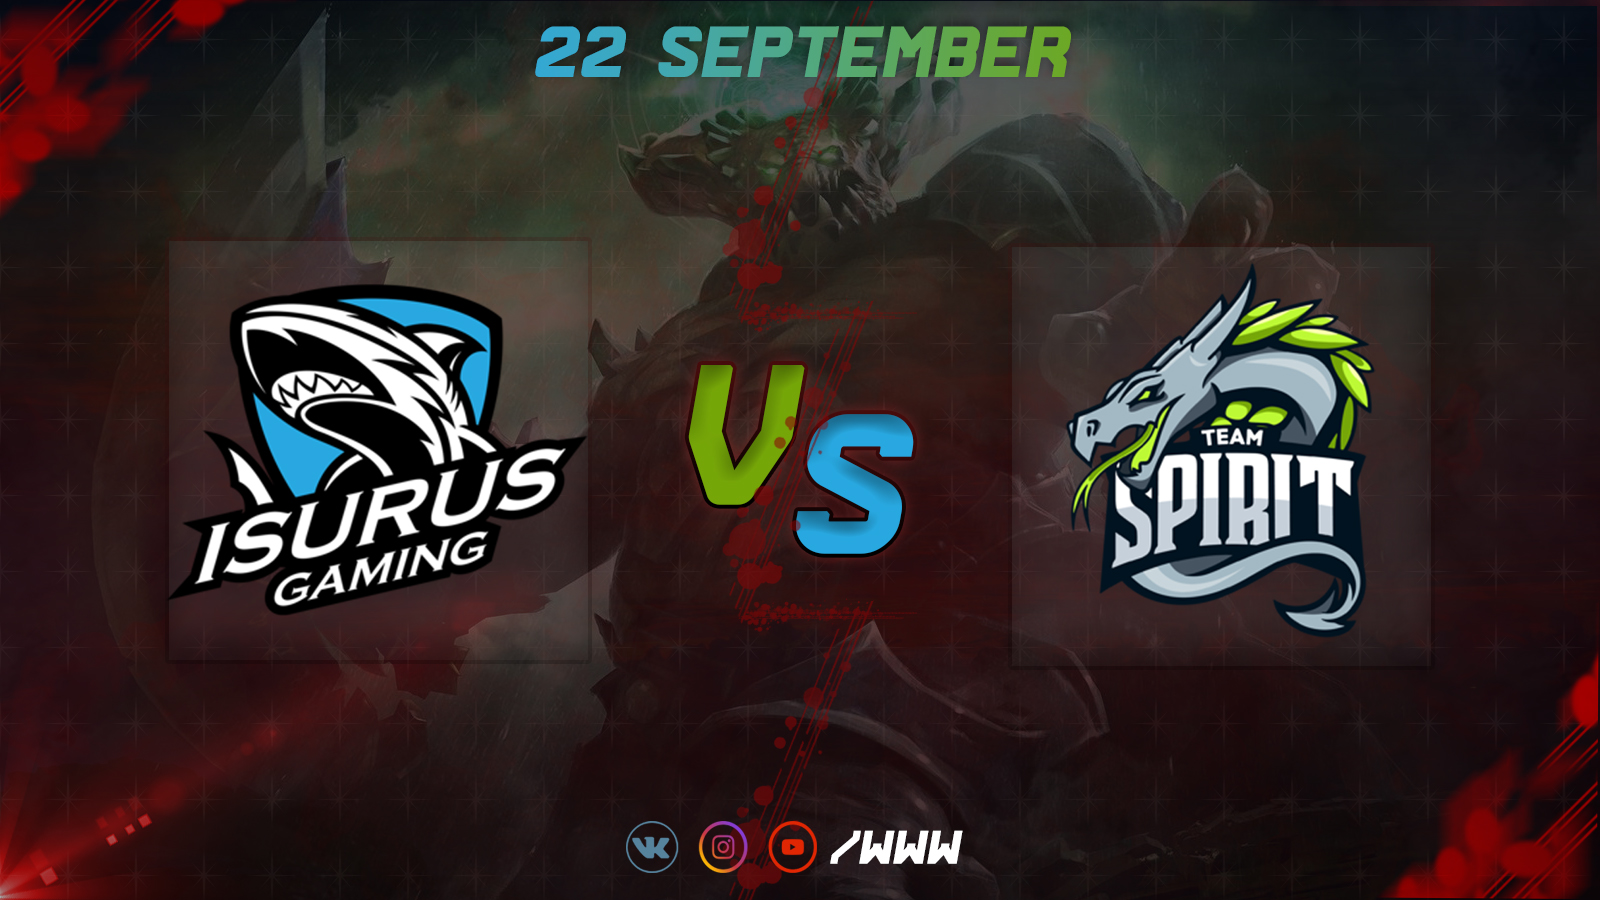 22 SEPTEMBER
ISURUS
GAMING
VS
TEAM
SPIRIT
/WWW